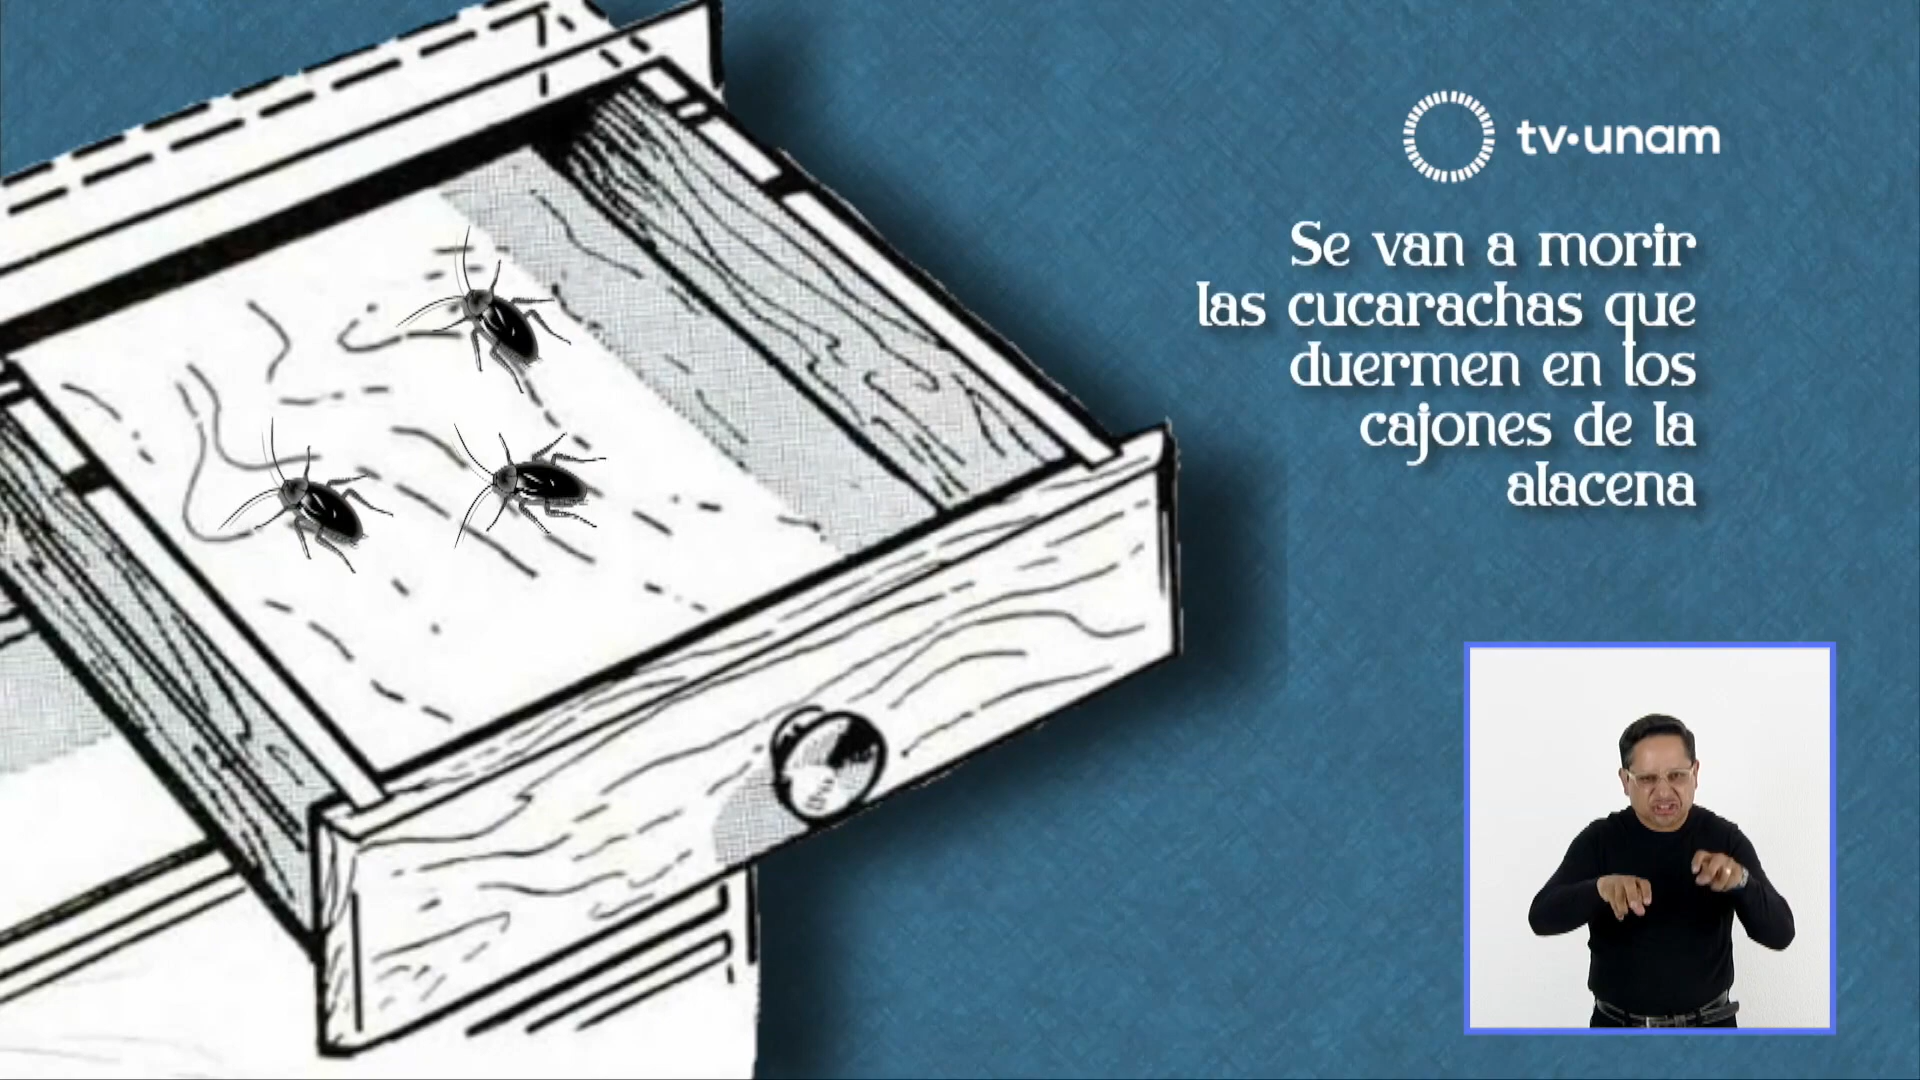 tv·unam
Se van a morir
las cucarachas que
duermen en los
cajones de la
alacena